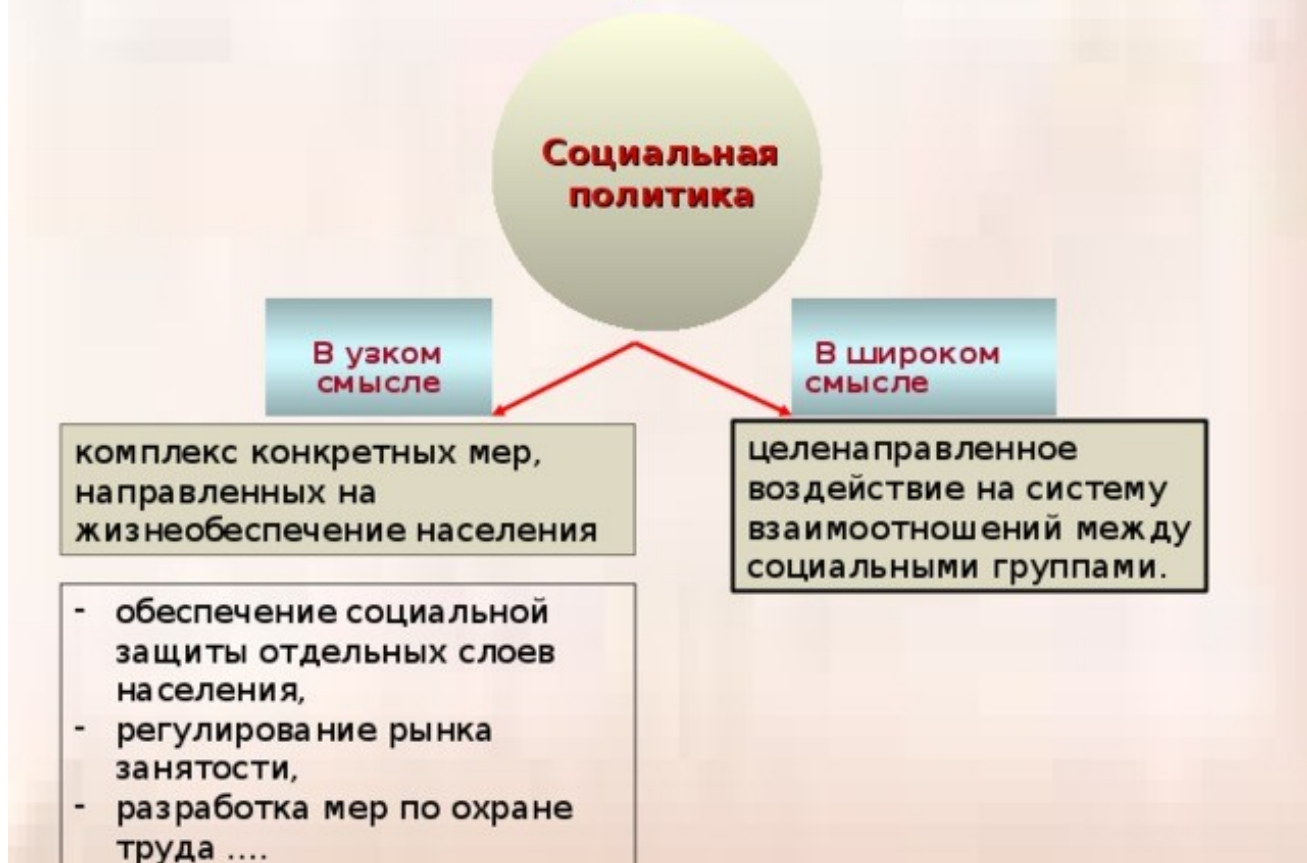 Социальная
политика
В узком
смысле
В широком
смысле
комплекс конкретных мер,
направленных на
жизнеобеспечение населения
целенаправленное
воздействие на систему
взаимоотношений между
социальными группами.
- обеспечение социальной
защиты отдельных слоев
населения,
- регулирование рынка
занятости,
- разработка мер по охране
труда ....